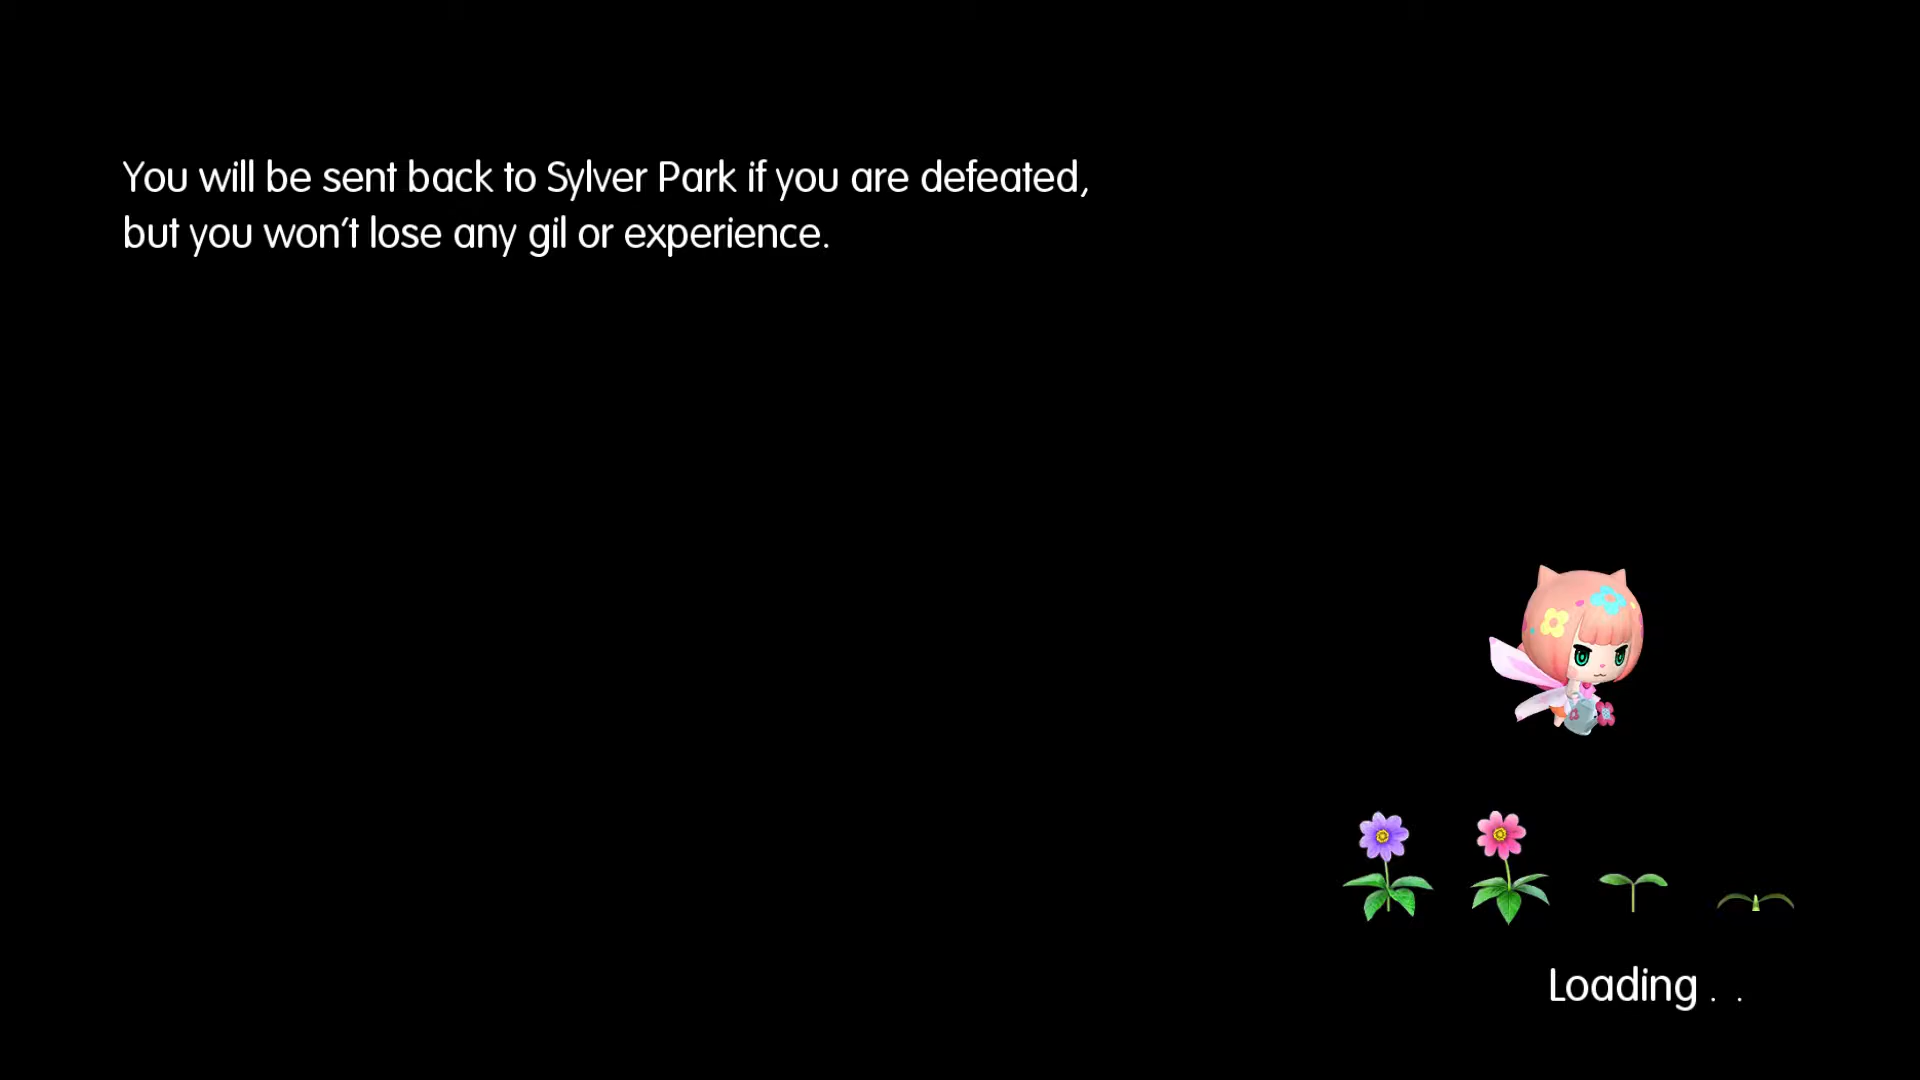 You will be sent back to Sylver Park if you are defeated,
but you won't lose any gil or experience.
Loading . .